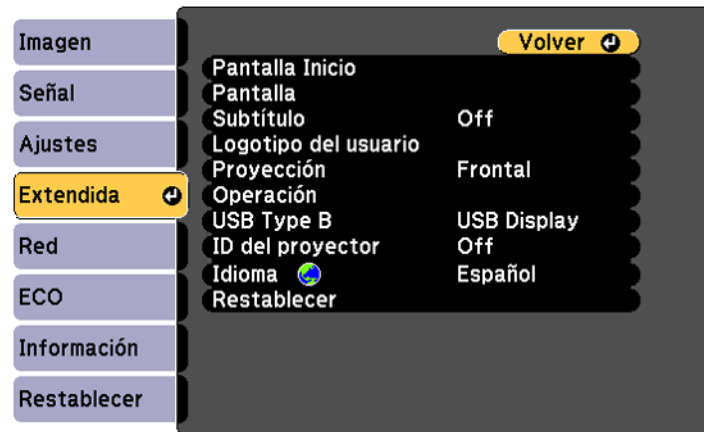 Imagen
Señal
Ajustes
Extendida
Red
ECO
Información
Restablecer
Volver
Pantalla Inicio
Pantalla
Subtítulo Off
Logotipo del usuario
Proyección Frontal
Operación
USB Type B USB Display
ID del proyector Off
Idioma Español
Restablecer